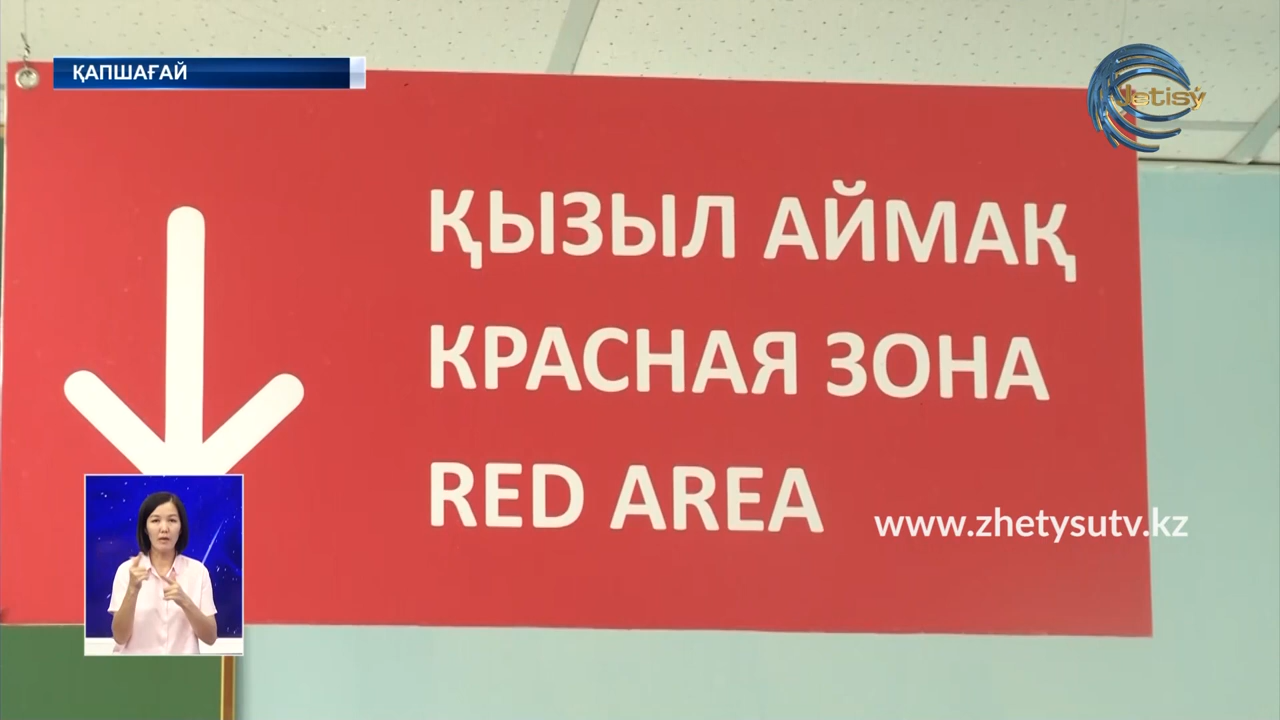 ҚАПШАҒАЙ
Jetisý
ҚЫЗЫЛ АЙМАҚ
КРАСНАЯ ЗОНА
RED AREA
www.zhetysutv.kz